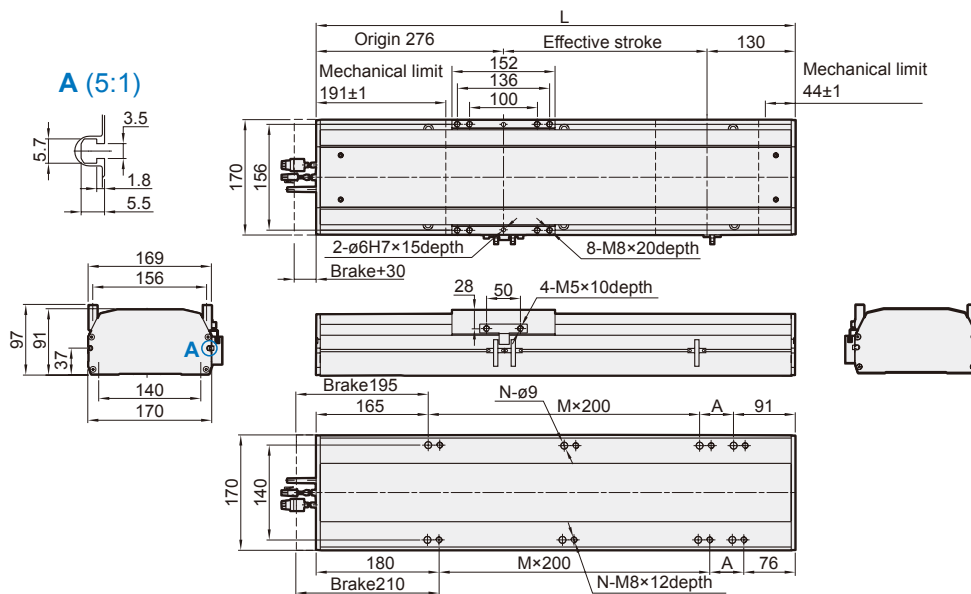 L
Origin 276
Effective stroke
130
A (5:1)
Mechanical limit
191±1
152
136
100
Mechanical limit
44±1
3.5
5.7
1.8
5.5
170
156
2-ø6H7×15depth
8-M8×20depth
Brake+30
169
156
97
91
37
A
140
170
28
50
4-M5×10depth
Brake195
165
N-ø9
M×200
A
91
170
140
180
M×200
A
76
Brake210
N-M8×12depth